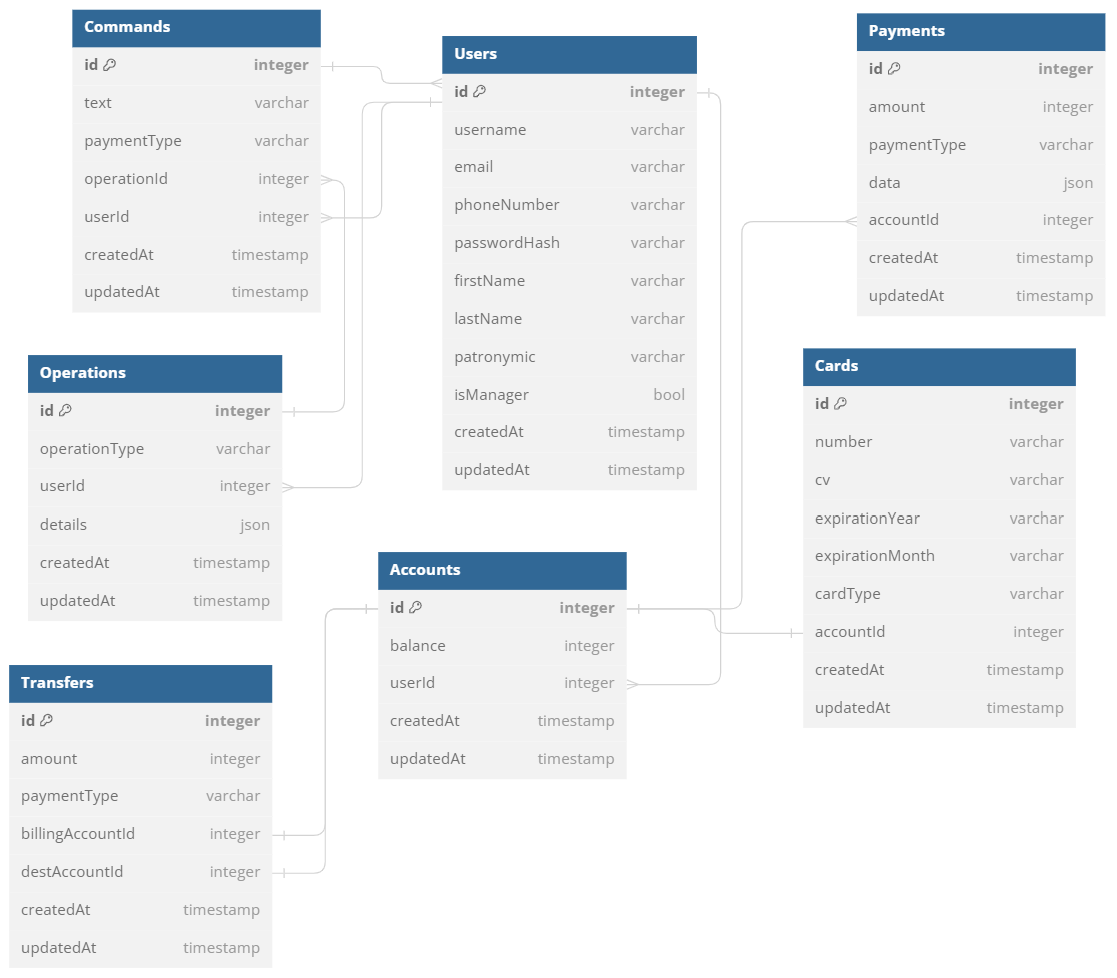 Commands
id integer
text varchar
paymentType varchar
operationId integer
userId integer
createdAt timestamp
updatedAt timestamp
Users
id integer
username varchar
email varchar
phoneNumber varchar
passwordHash varchar
firstName varchar
lastName varchar
patronymic varchar
isManager bool
createdAt timestamp
updatedAt timestamp
Payments
id integer
amount integer
paymentType varchar
data json
accountId integer
createdAt timestamp
updatedAt timestamp
Operations
id integer
operationType varchar
userId integer
details json
createdAt timestamp
updatedAt timestamp
Cards
id integer
number varchar
cv varchar
expirationYear varchar
expirationMonth varchar
cardType varchar
accountId integer
createdAt timestamp
updatedAt timestamp
Accounts
id integer
balance integer
userId integer
createdAt timestamp
updatedAt timestamp
Transfers
id integer
amount integer
paymentType varchar
billingAccountId integer
destAccountId integer
createdAt timestamp
updatedAt timestamp